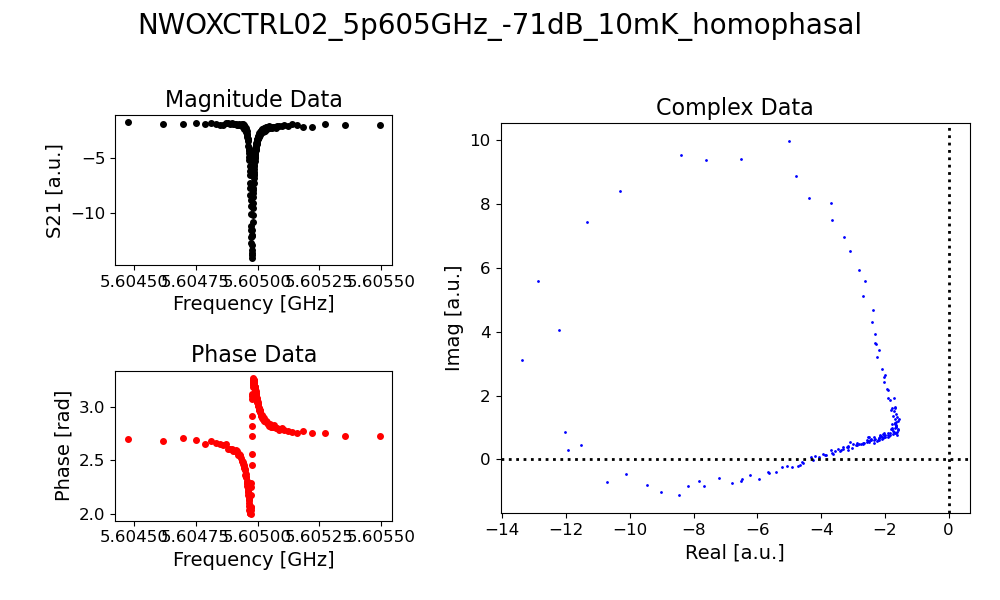 NWOXCTRL02_5p605GHz_-71dB_10mK_homophasal
Magnitude Data
S21 [a.u.]
−5
−10
5.60450 5.60475 5.60500 5.60525 5.60550
Frequency [GHz]
Phase Data
Phase [rad]
3.0
2.5
2.0
5.60450 5.60475 5.60500 5.60525 5.60550
Frequency [GHz]
Complex Data
Imag [a.u.]
10
8
6
4
2
0
−14 −12 −10 −8 −6 −4 −2 0
Real [a.u.]